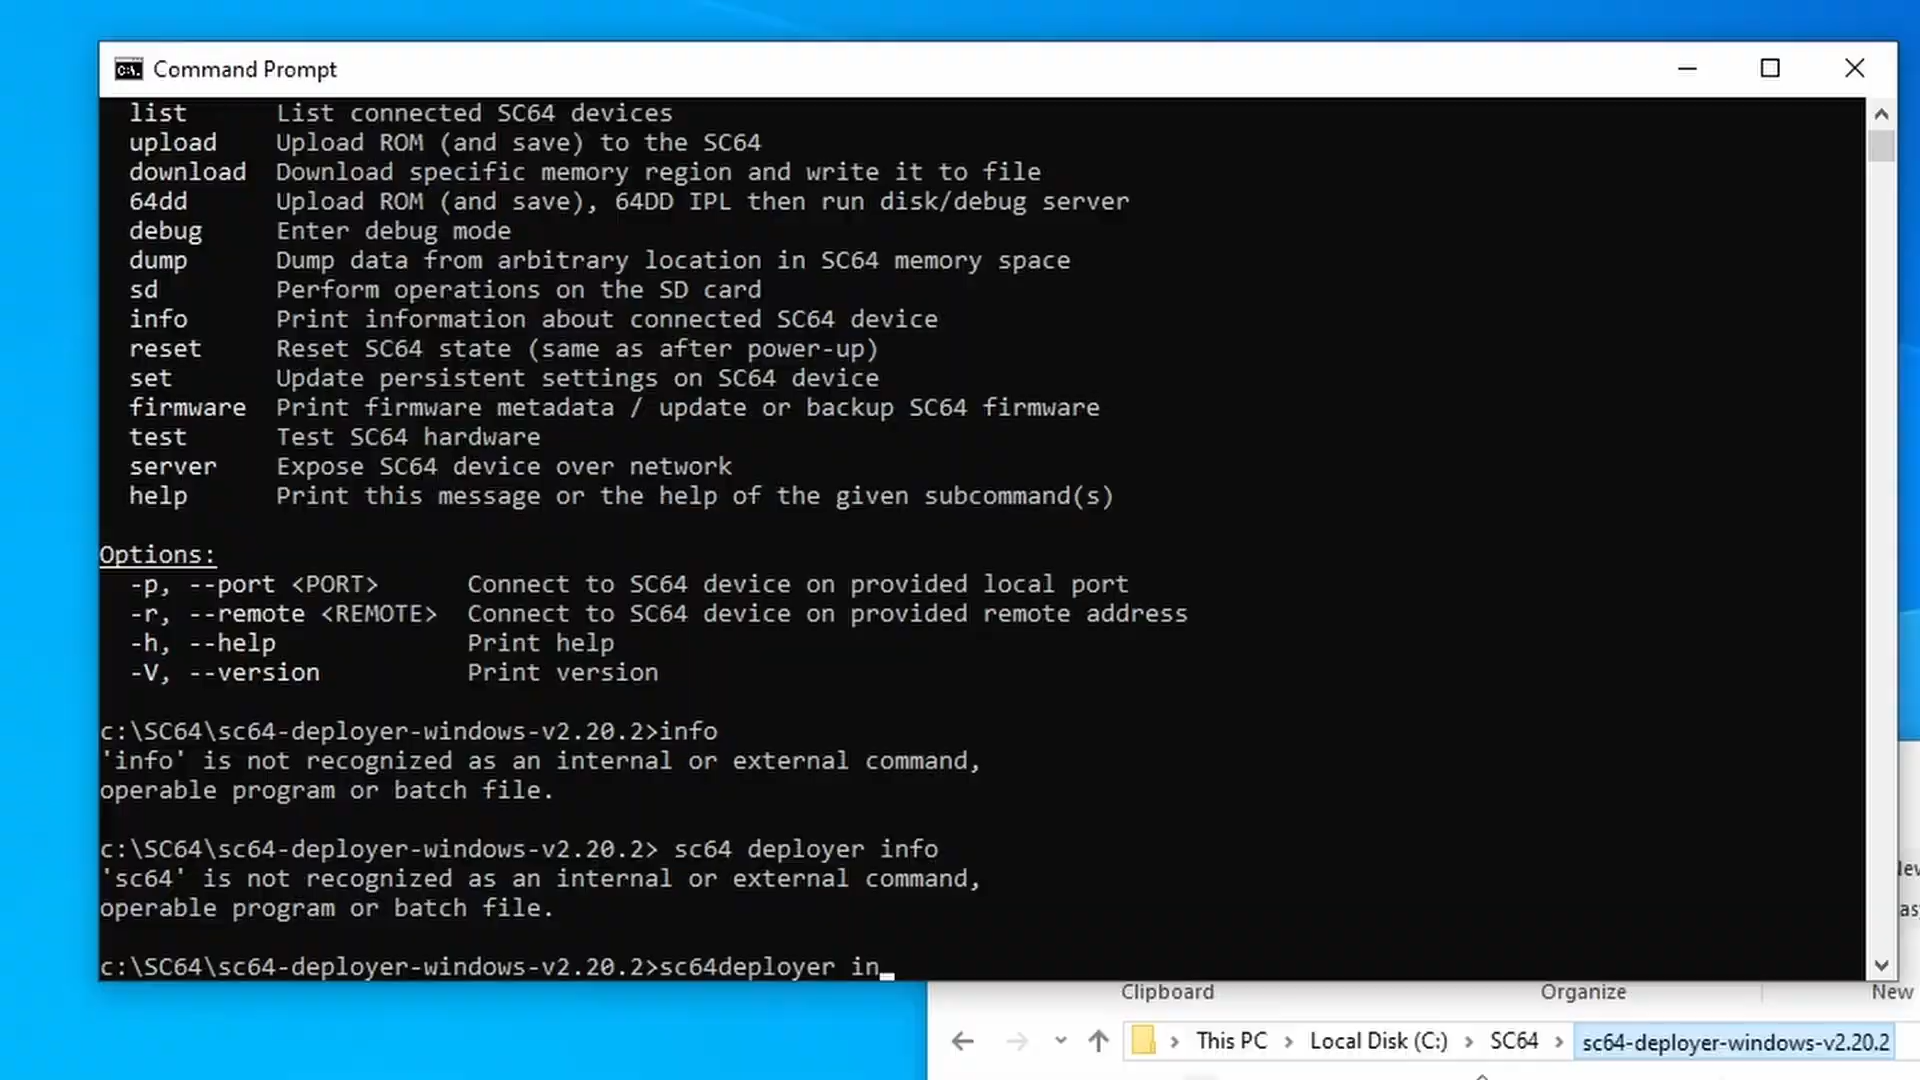 Command Prompt
list List connected SC64 devices
upload Upload ROM (and save) to the SC64
download Download specific memory region and write it to file
64dd Upload ROM (and save), 64DD IPL then run disk/debug server
debug Enter debug mode
dump Dump data from arbitrary location in SC64 memory space
sd Perform operations on the SD card
info Print information about connected SC64 device
reset Reset SC64 state (same as after power-up)
set Update persistent settings on SC64 device
firmware Print firmware metadata / update or backup SC64 firmware
test Test SC64 hardware
server Expose SC64 device over network
help Print this message or the help of the given subcommand(s)
Options:
-p, --port <PORT> Connect to SC64 device on provided local port
-r, --remote <REMOTE> Connect to SC64 device on provided remote address
-h, --help Print help
-V, --version Print version
c:\SC64\sc64-deployer-windows-v2.20.2>info
'info' is not recognized as an internal or external command,
operable program or batch file.
c:\SC64\sc64-deployer-windows-v2.20.2> sc64 deployer info
'sc64' is not recognized as an internal or external command,
operable program or batch file.
c:\SC64\sc64-deployer-windows-v2.20.2>sc64deployer in_
Clipboard Organize New
This PC > Local Disk (C:) > SC64 > sc64-deployer-windows-v2.20.2